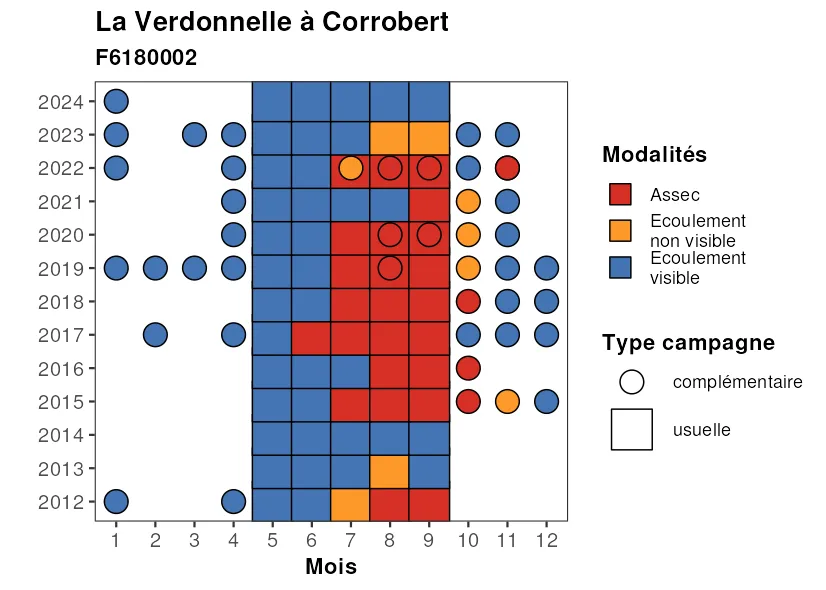 La Verdonnelle à Corrobert
F6180002
2024
2023
2022
2021
2020
2019
2018
2017
2016
2015
2014
2013
2012
1 2 3 4 5 6 7 8 9 10 11 12
Mois
Modalités
Assec
Ecoulement
non visible
Ecoulement
visible
Type campagne
complémentaire
usuelle